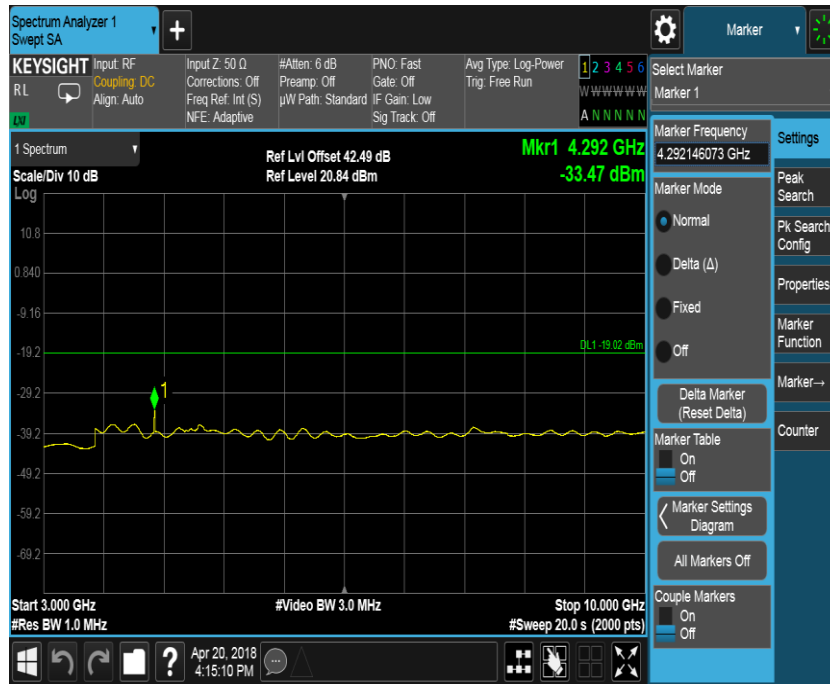 Spectrum Analyzer 1
Swept SA
+
Marker
KEYSIGHT
RL
LXI
Input: RF
Coupling: DC
Align: Auto
Input Z: 50 Ω
Corrections: Off
Freq Ref: Int (S)
NFE: Adaptive
#Atten: 6 dB
Preamp: Off
µW Path: Standard
PNO: Fast
Gate: Off
IF Gain: Low
Sig Track: Off
Avg Type: Log-Power
Trig: Free Run
1 2 3 4 5 6
W W W W W W
A N N N N N
Select Marker
Marker 1
1 Spectrum
Scale/Div 10 dB
Log
Ref Lvl Offset 42.49 dB
Ref Level 20.84 dBm
Mkr1 4.292 GHz
-33.47 dBm
10.8
0.840
-9.16
-19.2
-29.2
-39.2
-49.2
-59.2
-69.2
DL1 -19.02 dBm
1
Start 3.000 GHz
#Res BW 1.0 MHz
#Video BW 3.0 MHz
Stop 10.000 GHz
#Sweep 20.0 s (2000 pts)
Marker Frequency
4.292146073 GHz
Marker Mode
Normal
Delta (Δ)
Fixed
Off
Delta Marker
(Reset Delta)
Marker Table
On
Off
Marker Settings
Diagram
All Markers Off
Couple Markers
On
Off
Settings
Peak
Search
Pk Search
Config
Properties
Marker
Function
Marker→
Counter
?
Apr 20, 2018
4:15:10 PM